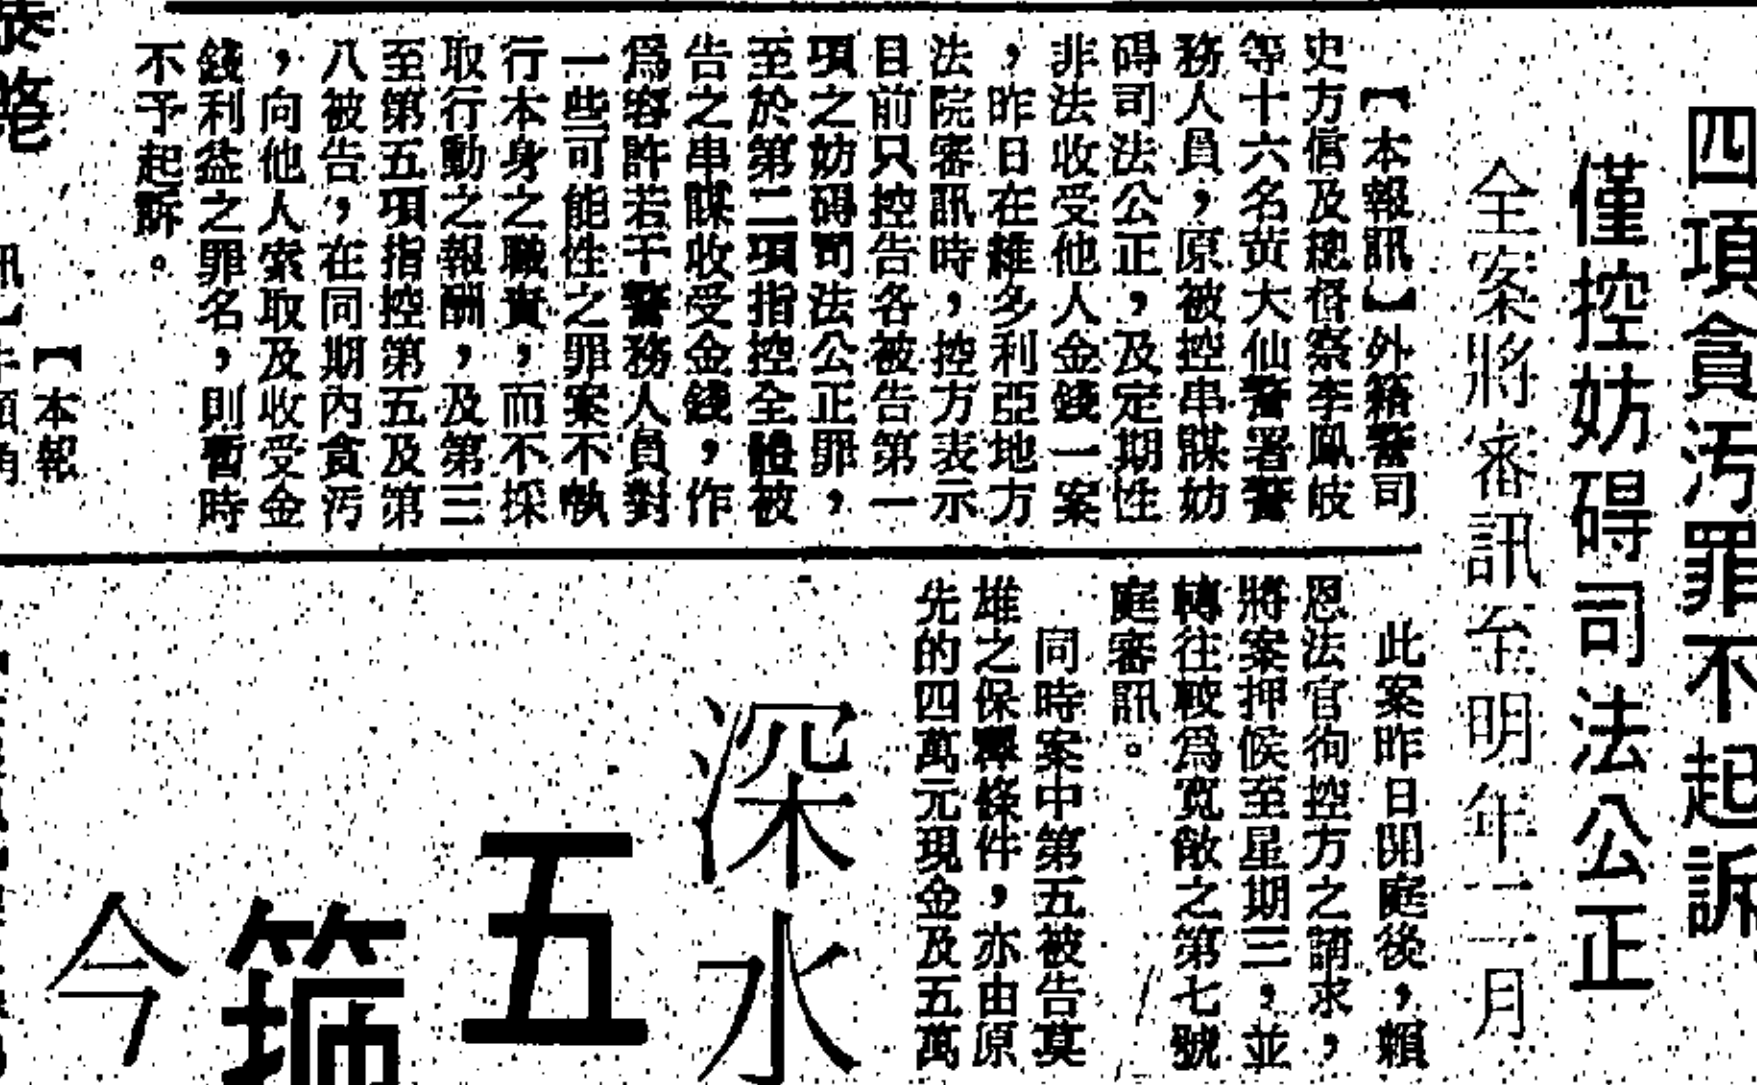 四項貪污罪不起訴
僅控妨碍司法公正
全案將審訊至明年二月
【本報訊】外籍警司
史方信及總督察李鳳岐
等十六名黃大仙警署警
務人員，原被控串謀妨
碍司法公正，及定期性
非法收受他人金錢一案
，昨日在維多利亞地方
法院審訊時，控方表示
目前只控告各被告第一
項之妨碍司法公正罪，
至於第二項指控全體被
告之串謀收受金錢，作
爲容許若干警務人員對
一些可能性之罪案不執
行本身之職責，而不採
取行動之報酬，及第三
至第五項指控第五及第
八被告，在同期內貪污
，向他人索取及收受金
錢利益之罪名，則暫時
不予起訴。
此案昨日開庭後，賴
恩法官徇控方之請求，
將案押候至星期三，並
轉往較爲寬敞之第七號
庭審訊。
同時案中第五被告莫
雄之保釋條件，亦由原
先的四萬元現金及五萬
深水
五
箍
今
【本報
訊】牛頭角